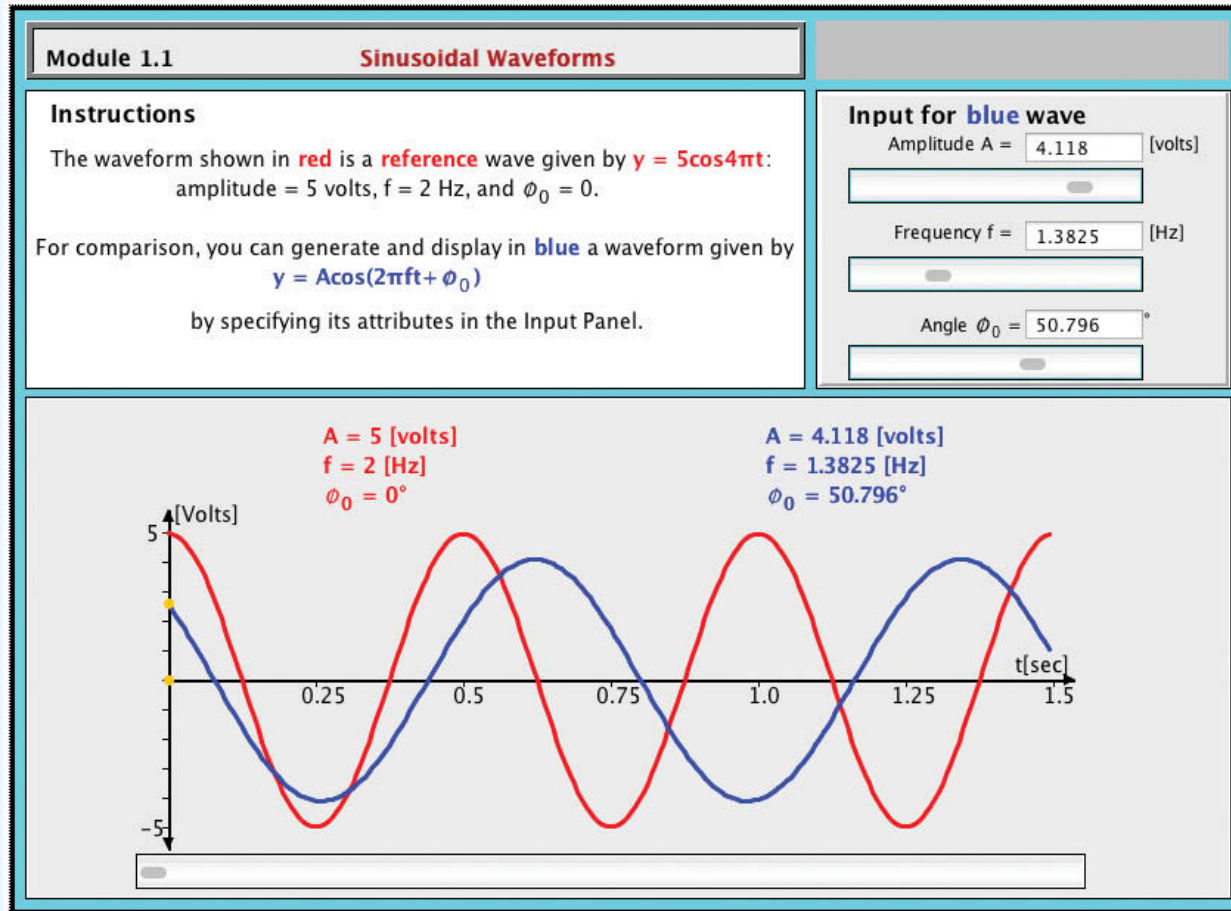 Module 1.1
Sinusoidal Waveforms
Instructions
The waveform shown in red is a reference wave given by y = 5cos4πt:
amplitude = 5 volts, f = 2 Hz, and ϕ₀ = 0.
For comparison, you can generate and display in blue a waveform given by
y = Acos(2πft+ ϕ₀)
by specifying its attributes in the Input Panel.
Input for blue wave
Amplitude A = 4.118 [volts]
Frequency f = 1.3825 [Hz]
Angle ϕ₀ = 50.796 °
A = 5 [volts]
f = 2 [Hz]
ϕ₀ = 0°
A = 4.118 [volts]
f = 1.3825 [Hz]
ϕ₀ = 50.796°
[Volts]
5
t[sec]
0.25 0.5 0.75 1.0 1.25 1.5
-5